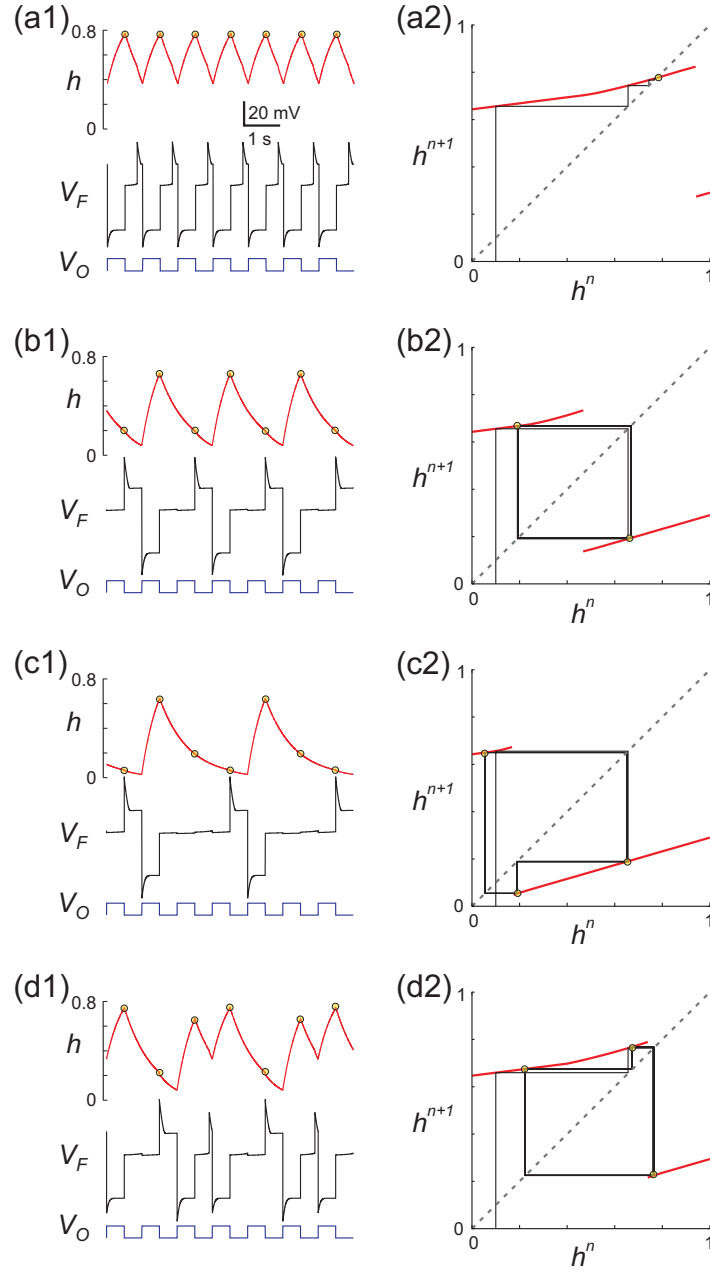 (a1)
0.8
h
0
20 mV
1 s
V_F
V_O
(a2)
1
h^{n+1}
0
0
h^n
1
(b1)
0.8
h
0
V_F
V_O
(b2)
1
h^{n+1}
0
0
h^n
1
(c1)
0.8
h
0
V_F
V_O
(c2)
1
h^{n+1}
0
0
h^n
1
(d1)
0.8
h
0
V_F
V_O
(d2)
1
h^{n+1}
0
0
h^n
1